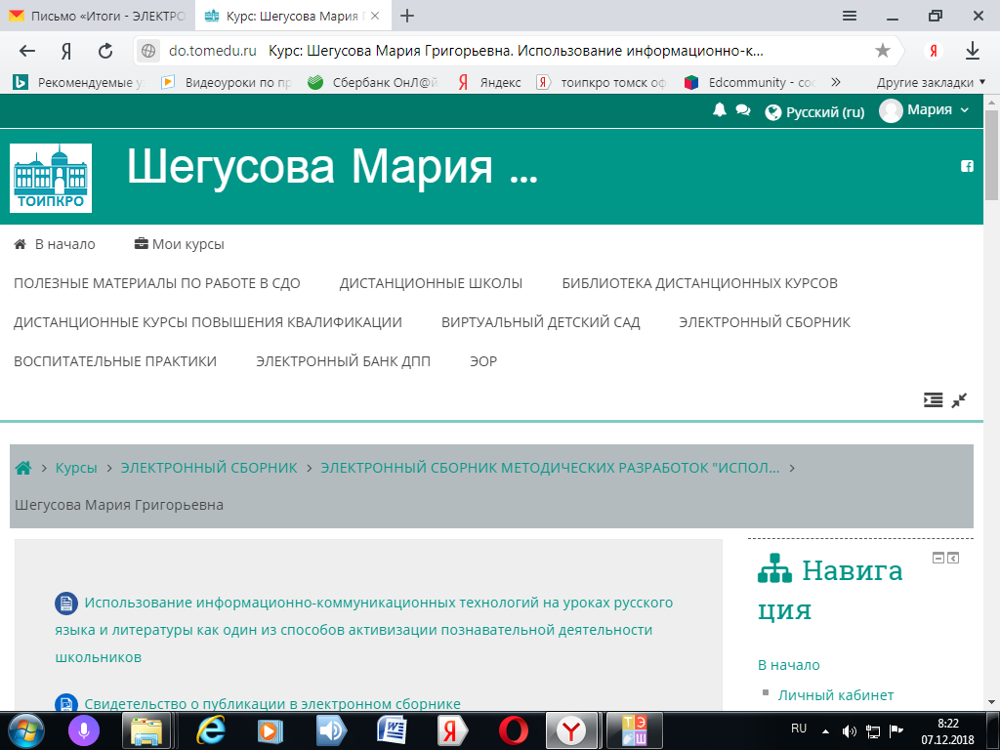 Письмо «Итоги - ЭЛЕКТРО
Курс: Шегусова Мария Г
do.tomedu.ru Курс: Шегусова Мария Григорьевна. Использование информационно-к...
Рекомендуемые у
Видеоуроки по пр
Сбербанк ОнЛ@й
Яндекс
тоипкро томск оф
Edcommunity - соо
»
Другие закладки
Русский (ru)
Мария
ТОИПКРО
Шегусова Мария ...
В начало
Мои курсы
ПОЛЕЗНЫЕ МАТЕРИАЛЫ ПО РАБОТЕ В СДО
ДИСТАНЦИОННЫЕ ШКОЛЫ
БИБЛИОТЕКА ДИСТАНЦИОННЫХ КУРСОВ
ДИСТАНЦИОННЫЕ КУРСЫ ПОВЫШЕНИЯ КВАЛИФИКАЦИИ
ВИРТУАЛЬНЫЙ ДЕТСКИЙ САД
ЭЛЕКТРОННЫЙ СБОРНИК
ВОСПИТАТЕЛЬНЫЕ ПРАКТИКИ
ЭЛЕКТРОННЫЙ БАНК ДПП
ЭОР
Курсы > ЭЛЕКТРОННЫЙ СБОРНИК > ЭЛЕКТРОННЫЙ СБОРНИК МЕТОДИЧЕСКИХ РАЗРАБОТОК "ИСПОЛ... >
Шегусова Мария Григорьевна
Использование информационно-коммуникационных технологий на уроках русского
языка и литературы как один из способов активизации познавательной деятельности
школьников
Свидетельство о публикации в электронном сборнике
Навига
ция
В начало
Личный кабинет
RU
8:22
07.12.2018